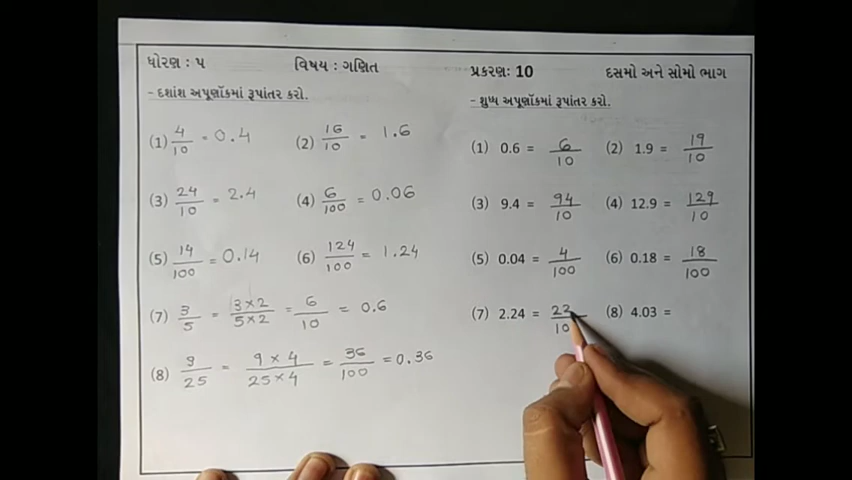 ધોરણ : ૫ વિષય : ગણિત પ્રકરણ: 10 દસમો અને સોમો ભાગ
- દશાંશ અપૂર્ણાંકમાં રૂપાંતર કરો.
- શુધ્ધ અપૂર્ણાંકમાં રૂપાંતર કરો.
(1) 4/10 = 0.4 (2) 16/10 = 1.6
(3) 24/10 = 2.4 (4) 6/100 = 0.06
(5) 14/100 = 0.14 (6) 124/100 = 1.24
(7) 3/5 = 3×2/5×2 = 6/10 = 0.6
(8) 9/25 = 9×4/25×4 = 36/100 = 0.36
(1) 0.6 = 6/10 (2) 1.9 = 19/10
(3) 9.4 = 94/10 (4) 12.9 = 129/10
(5) 0.04 = 4/100 (6) 0.18 = 18/100
(7) 2.24 = (8) 4.03 =